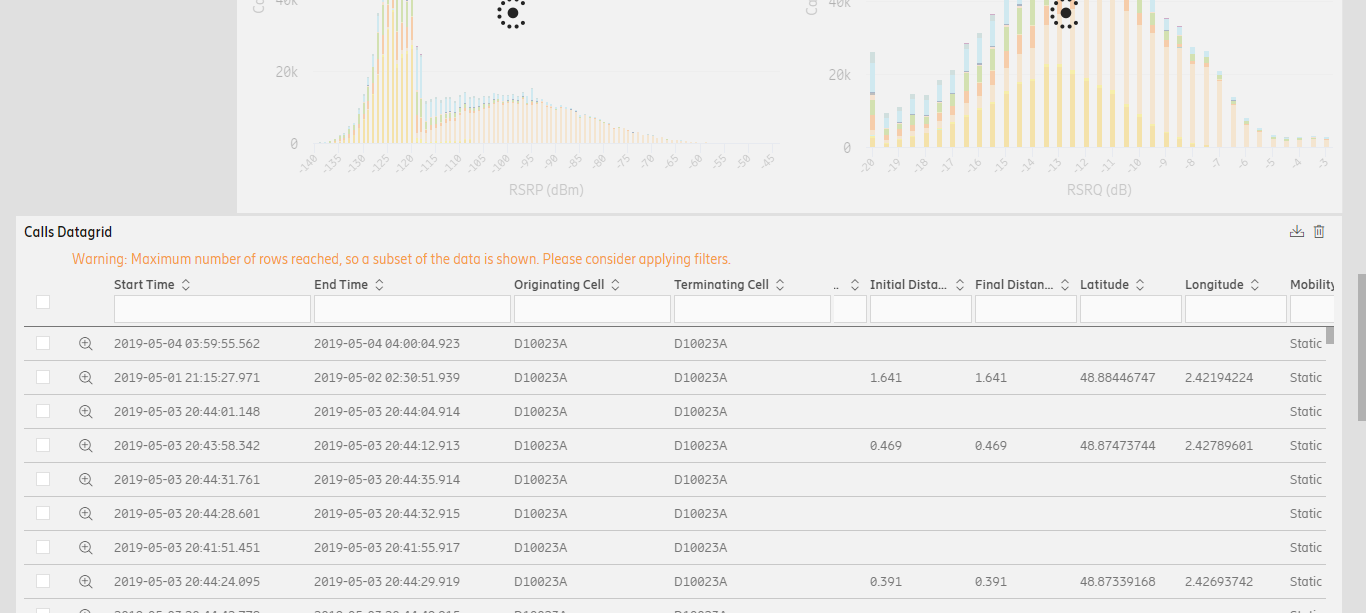 40k
40k
20k
20k
0
0
-140 -135 -130 -125 -120 -115 -110 -105 -100 -95 -90 -85 -80 -75 -70 -65 -60 -55 -50 -45
-20 -19 -18 -17 -16 -15 -14 -13 -12 -11 -10 -9 -8 -7 -6 -5 -4 -3
RSRP (dBm)
RSRQ (dB)
Calls Datagrid
Warning: Maximum number of rows reached, so a subset of the data is shown. Please consider applying filters.
Start Time End Time Originating Cell Terminating Cell .. Initial Dista... Final Distan... Latitude Longitude Mobility
2019-05-04 03:59:55.562 2019-05-04 04:00:04.923 D10023A D10023A Static
2019-05-01 21:15:27.971 2019-05-02 02:30:51.939 D10023A D10023A 1.641 1.641 48.88446747 2.42194224 Static
2019-05-03 20:44:01.148 2019-05-03 20:44:04.914 D10023A D10023A Static
2019-05-03 20:43:58.342 2019-05-03 20:44:12.913 D10023A D10023A 0.469 0.469 48.87473744 2.42789601 Static
2019-05-03 20:44:31.761 2019-05-03 20:44:35.914 D10023A D10023A Static
2019-05-03 20:44:28.601 2019-05-03 20:44:32.915 D10023A D10023A Static
2019-05-03 20:41:51.451 2019-05-03 20:41:55.917 D10023A D10023A Static
2019-05-03 20:44:24.095 2019-05-03 20:44:29.919 D10023A D10023A 0.391 0.391 48.87339168 2.42693742 Static